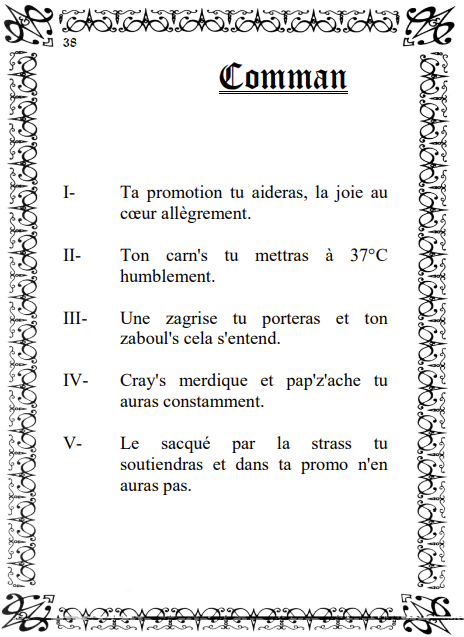 38
Comman
I- Ta promotion tu aideras, la joie au
cœur allègrement.
II- Ton carn's tu mettras à 37°C
humblement.
III- Une zagrise tu porteras et ton
zaboul's cela s'entend.
IV- Cray's merdique et pap'z'ache tu
auras constamment.
V- Le sacqué par la strass tu
soutiendras et dans ta promo n'en
auras pas.